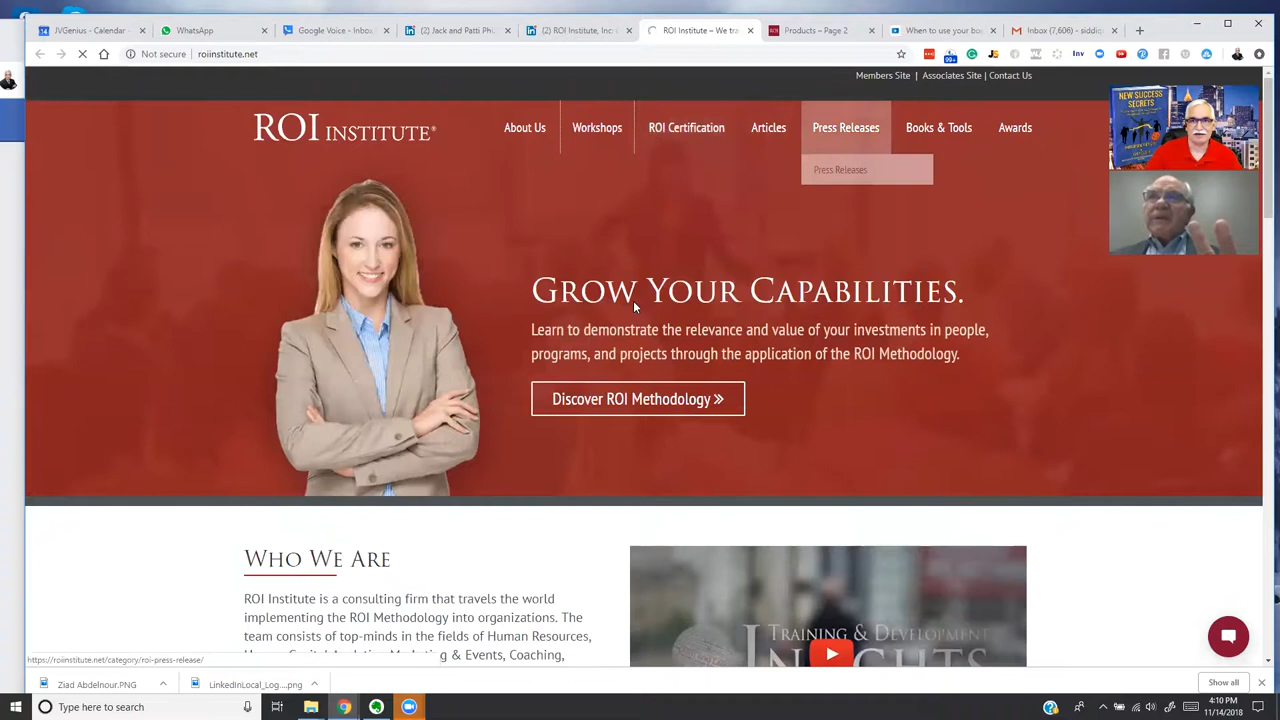 JVGenius - Calendar
WhatsApp
Google Voice - Inbox
(2) Jack and Patti Phi
(2) ROI Institute, Inc
ROI Institute – We tra
Products – Page 2
When to use your bo
Inbox (7,606) - siddiq
Not secure | roiinstitute.net
99+
JS
Inv
Members Site | Associates Site | Contact Us
ROI INSTITUTE®
About Us
Workshops
ROI Certification
Articles
Press Releases
Books & Tools
Awards
Press Releases
NEW SUCCESS
SECRETS
GROW YOUR CAPABILITIES.
Learn to demonstrate the relevance and value of your investments in people,
programs, and projects through the application of the ROI Methodology.
Discover ROI Methodology »
WHO WE ARE
ROI Institute is a consulting firm that travels the world
implementing the ROI Methodology into organizations. The
team consists of top-minds in the fields of Human Resources,
& Events, Coaching,
TRAINING & DEVELOPMENT
INSIGHTS
https://roiinstitute.net/category/roi-press-release/
Ziad Abdelnour.PNG
LinkedInLocal_Log....png
Show all
Type here to search
4:10 PM
11/14/2018